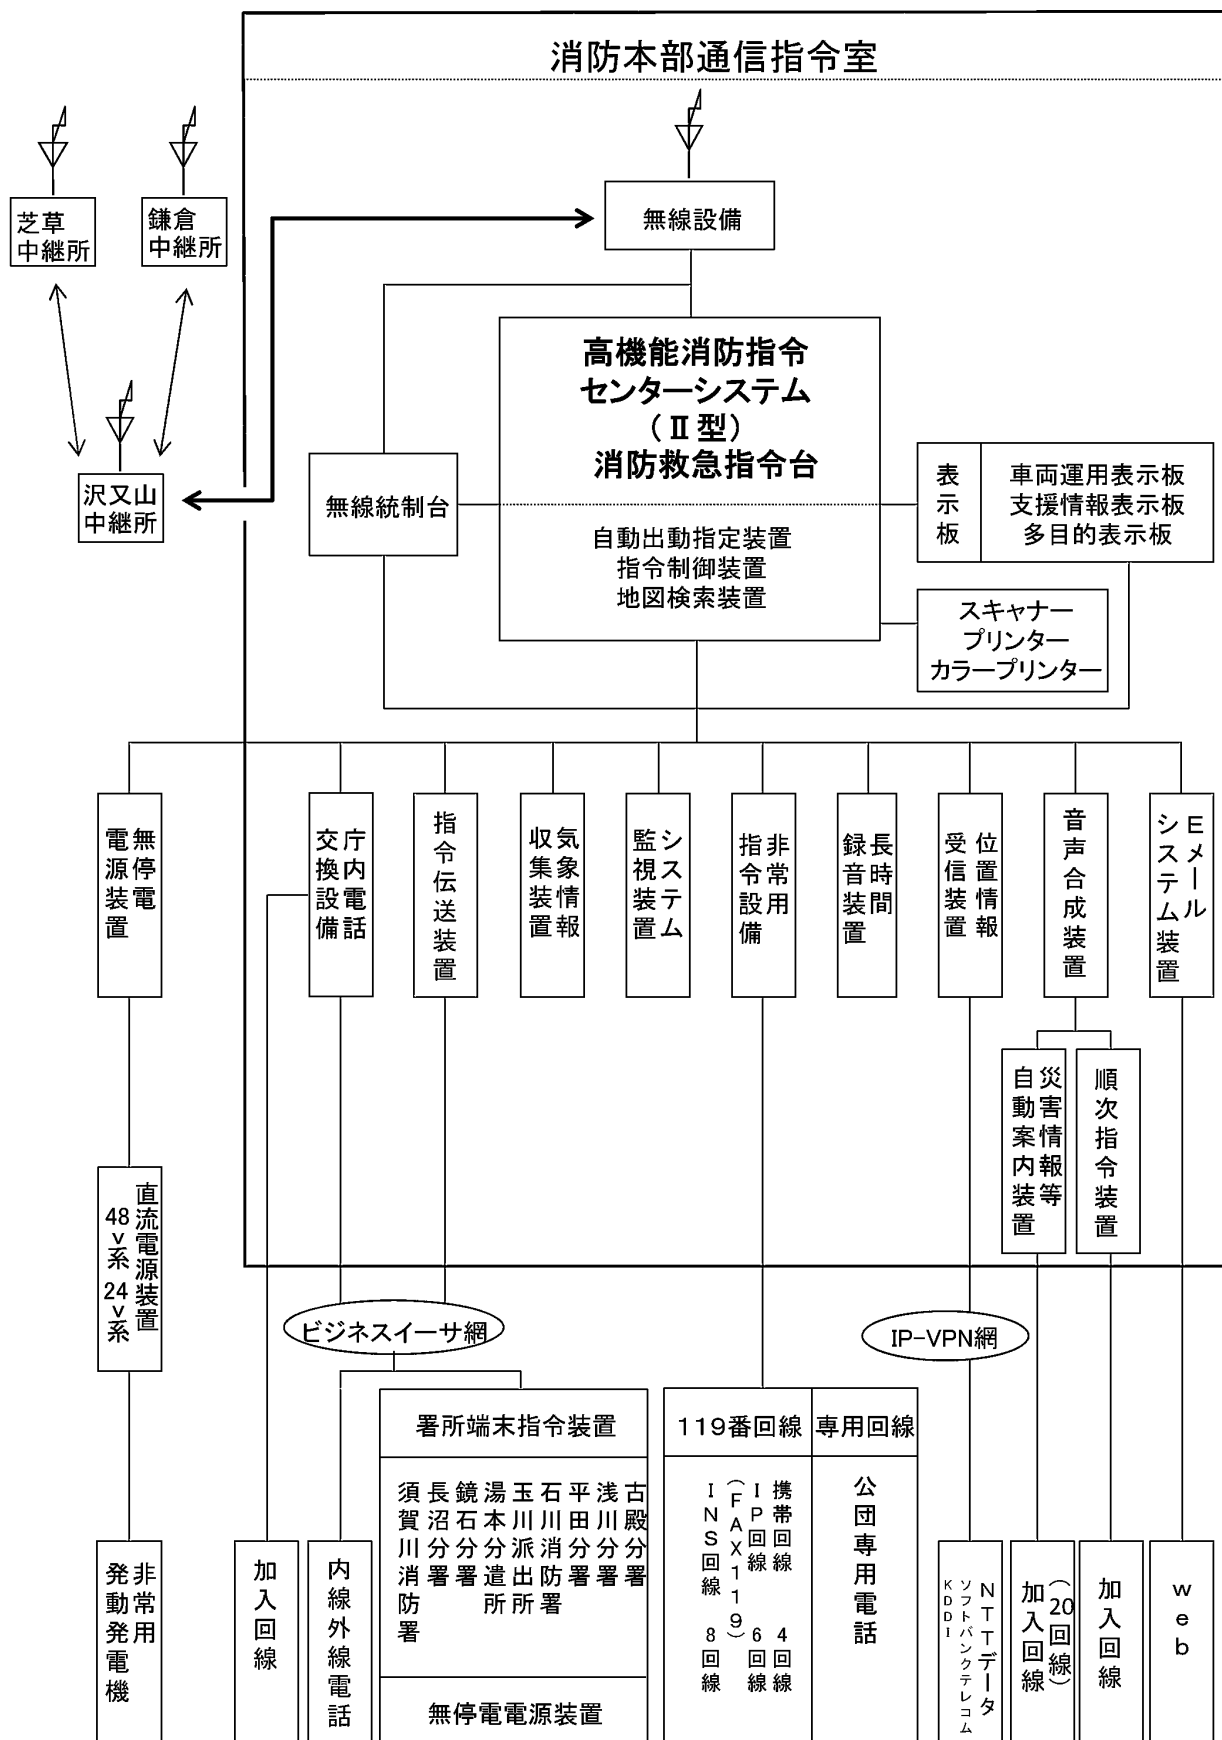 消防本部通信指令室
芝草
中継所
鎌倉
中継所
無線設備
高機能消防指令
センターシステム
(Ⅱ型)
消防救急指令台
沢又山
中継所
無線統制台
自動出動指定装置
指令制御装置
地図検索装置
表示板
車両運用表示板
支援情報表示板
多目的表示板
スキャナー
プリンター
カラープリンター
無停電
電源装置
庁内電話
交換設備
指令伝送装置
気象情報
収集装置
システム
監視装置
非常用
指令設備
長時間
録音装置
位置情報
受信装置
音声合成装置
Eメール
システム装置
災害情報等
自動案内装置
順次指令装置
直流電源装置
48v系 24v系
ビジネスイーサ網
IP-VPN網
署所端末指令装置
須賀川消防署
長沼分署
鏡石分署
湯本分遣所
玉川派出所
石川消防署
平田分署
浅川分署
古殿分署
無停電電源装置
119番回線
専用回線
携帯回線 4回線
IP回線 6回線
(FAX119)
INS回線 8回線
公団専用電話
非常用
発動発電機
加入回線
内線外線電話
NTTデータ
ソフトバンクテレコム
KDDI
(20回線)
加入回線
加入回線
web